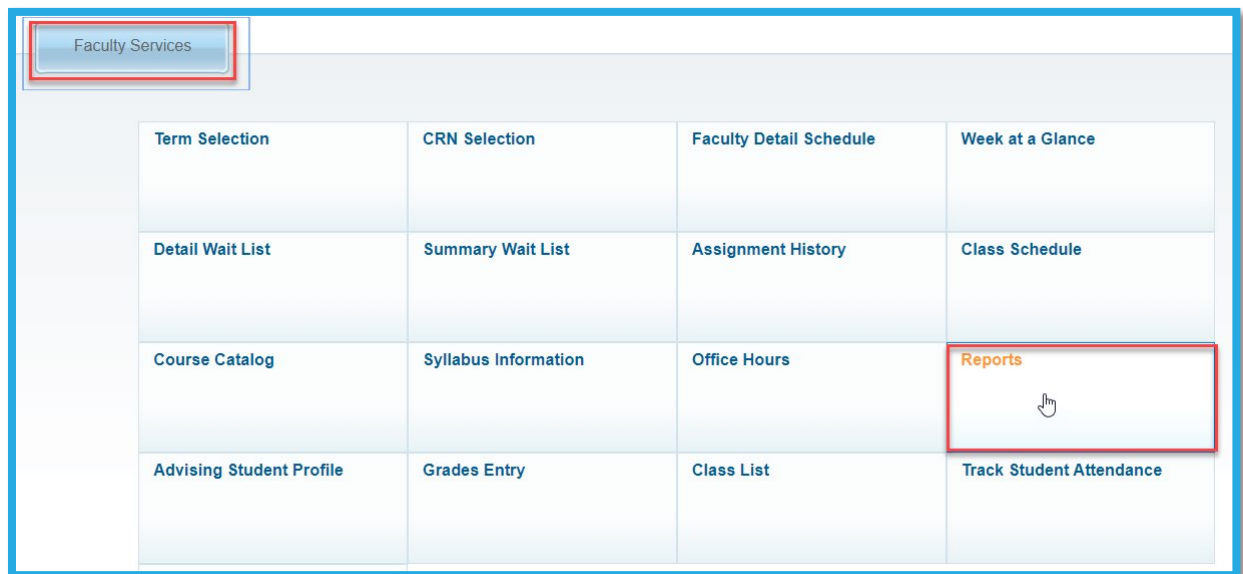 Faculty Services
Term Selection
CRN Selection
Faculty Detail Schedule
Week at a Glance
Detail Wait List
Summary Wait List
Assignment History
Class Schedule
Course Catalog
Syllabus Information
Office Hours
Reports
Advising Student Profile
Grades Entry
Class List
Track Student Attendance